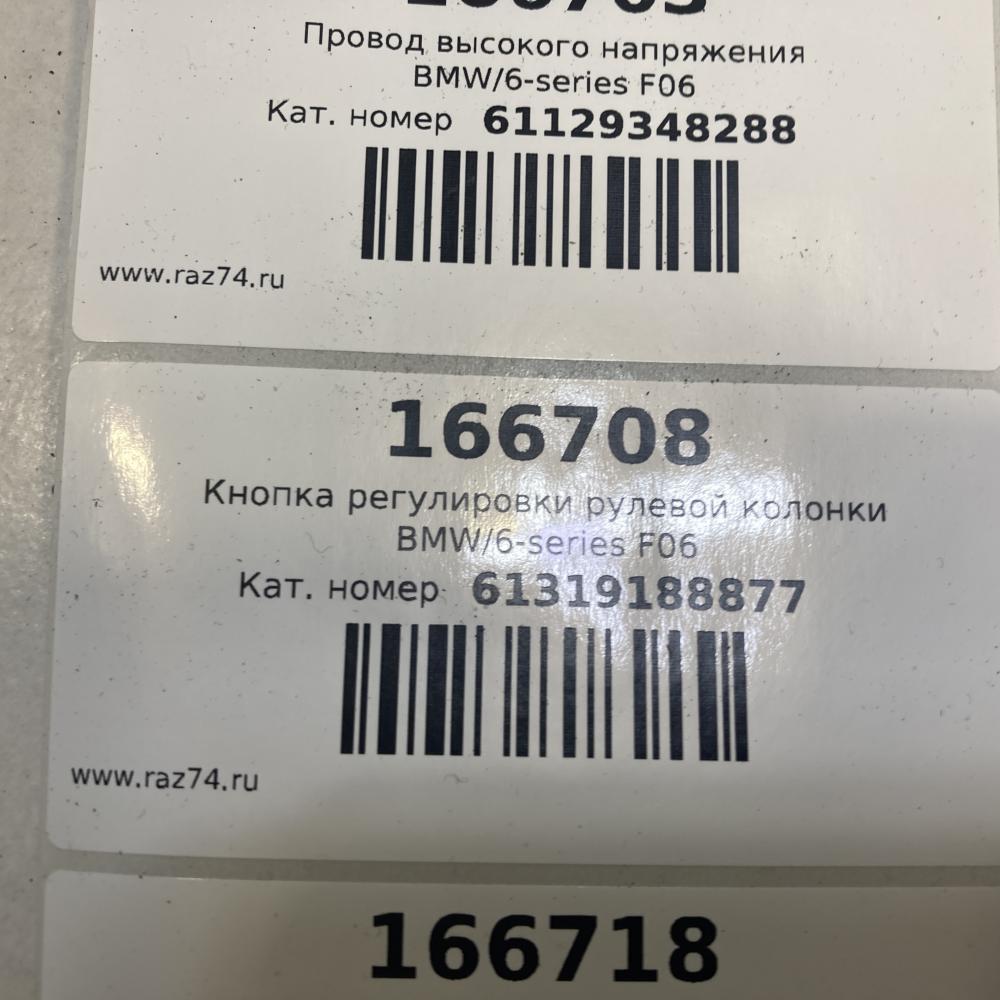 Провод высокого напряжения
BMW/6-series F06
Кат. номер 61129348288
www.raz74.ru
166708
Кнопка регулировки рулевой колонки
BMW/6-series F06
Кат. номер 61319188877
www.raz74.ru
166718